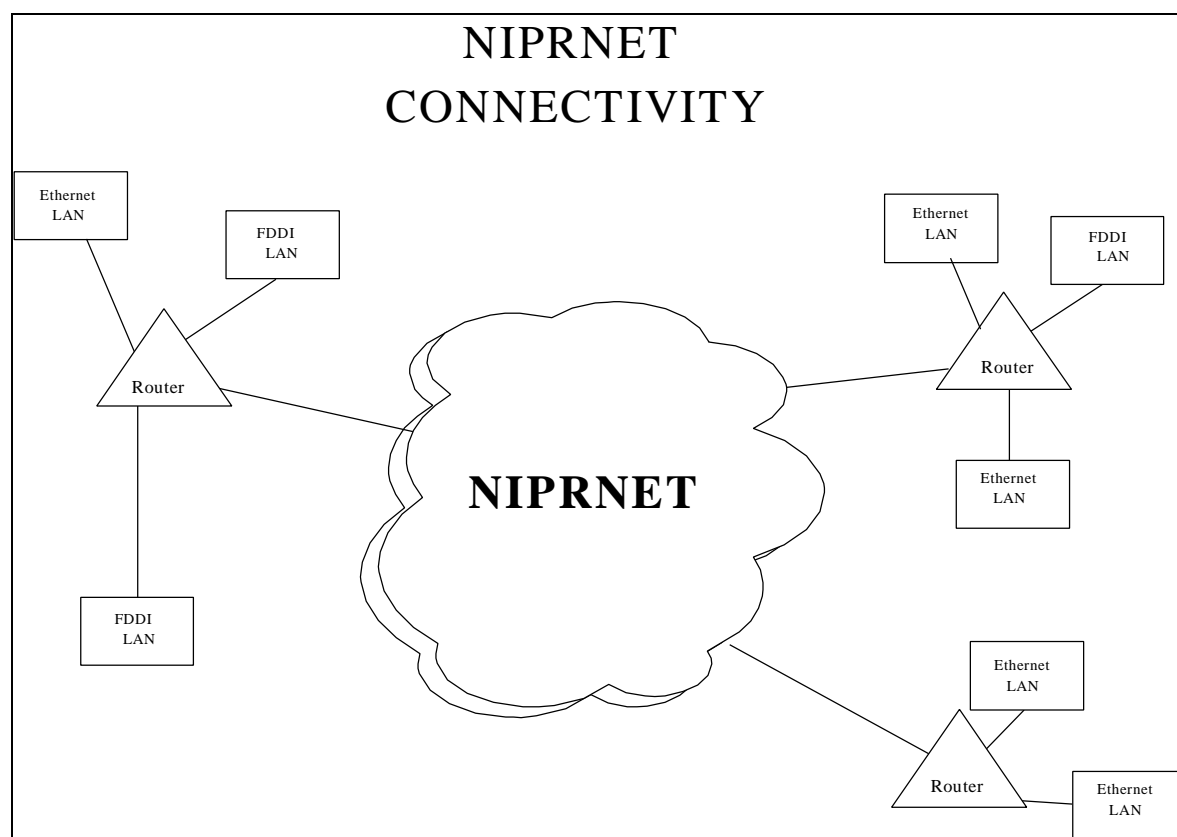 NIPRNET
CONNECTIVITY
Ethernet
LAN
FDDI
LAN
Router
FDDI
LAN
NIPRNET
Ethernet
LAN
FDDI
LAN
Router
Ethernet
LAN
Ethernet
LAN
Router
Ethernet
LAN